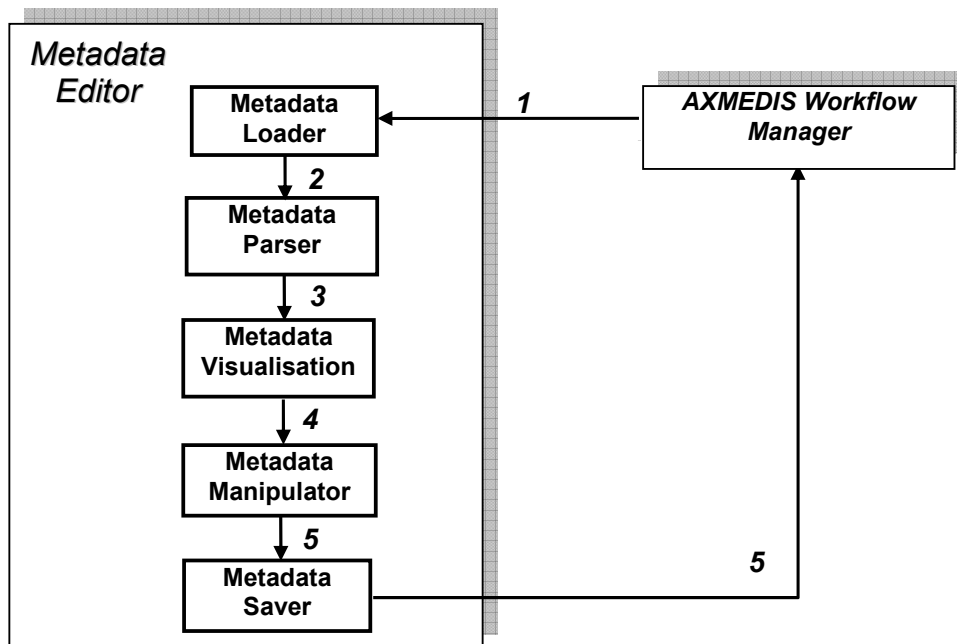 Metadata
Editor
Metadata
Loader
1
AXMEDIS Workflow
Manager
2
Metadata
Parser
3
Metadata
Visualisation
4
Metadata
Manipulator
5
Metadata
Saver
5